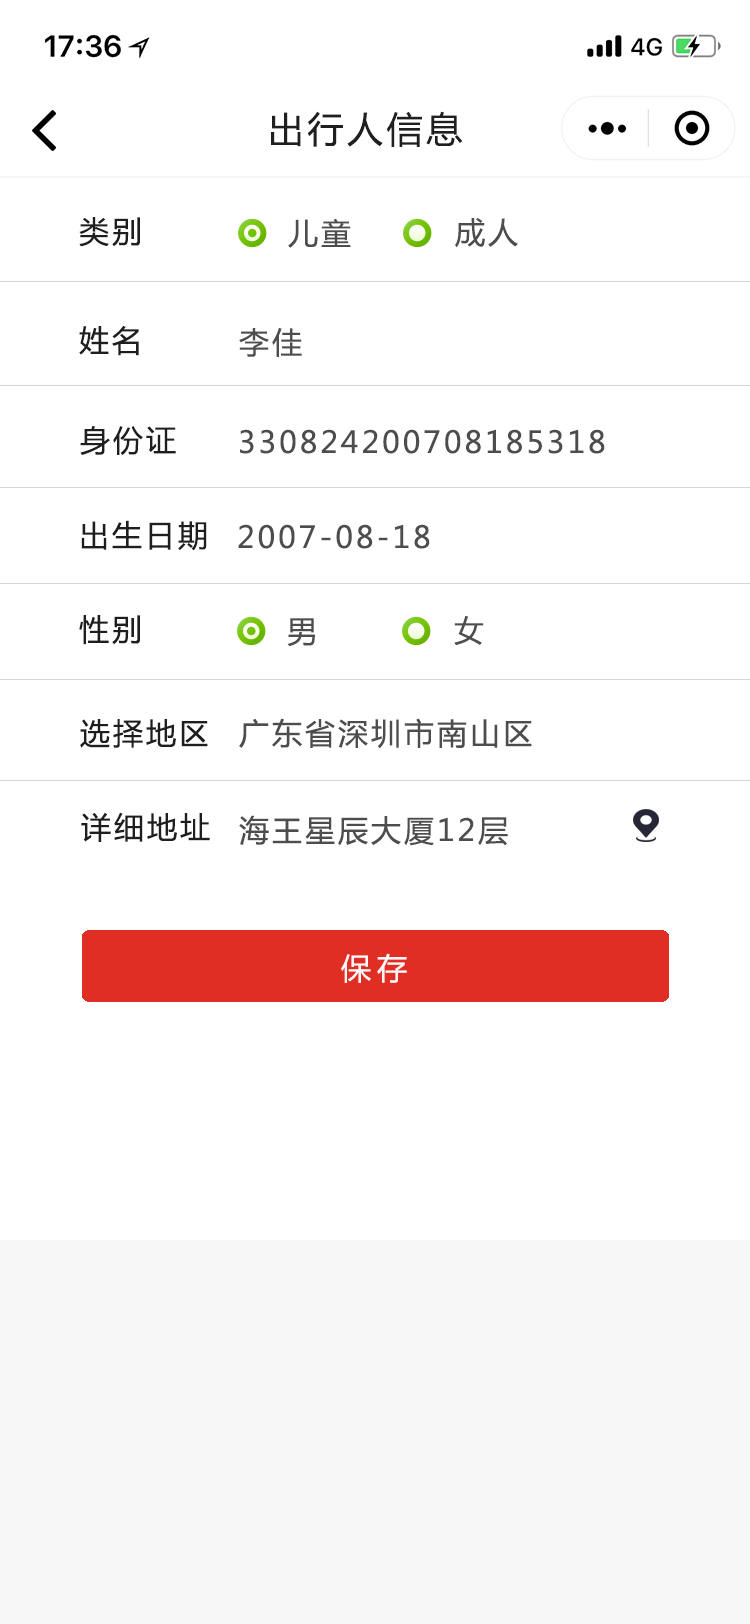 17:36 4G
出行人信息
类别 儿童 成人
姓名 李佳
身份证 330824200708185318
出生日期 2007-08-18
性别 男 女
选择地区 广东省深圳市南山区
详细地址 海王星辰大厦12层
保存